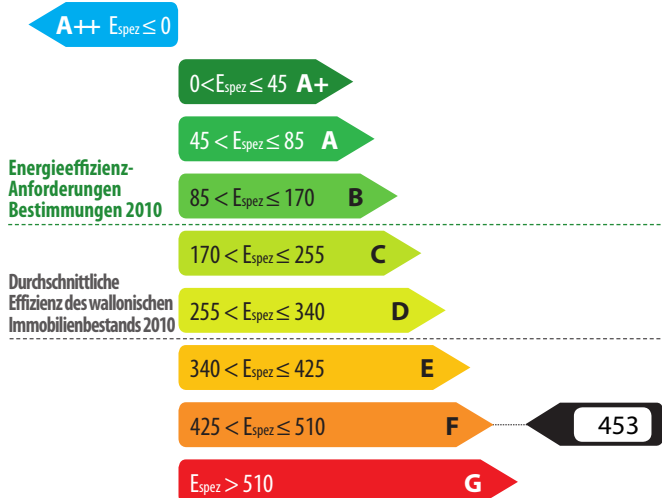 A++ Espez ≤ 0
0<Espez ≤ 45 A+
45 < Espez ≤ 85 A
Energieeffizienz-
Anforderungen
Bestimmungen 2010
85 < Espez ≤ 170 B
170 < Espez ≤ 255 C
Durchschnittliche
Effizienz des wallonischen
Immobilienbestands 2010
255 < Espez ≤ 340 D
340 < Espez ≤ 425 E
425 < Espez ≤ 510 F
453
Espez > 510 G